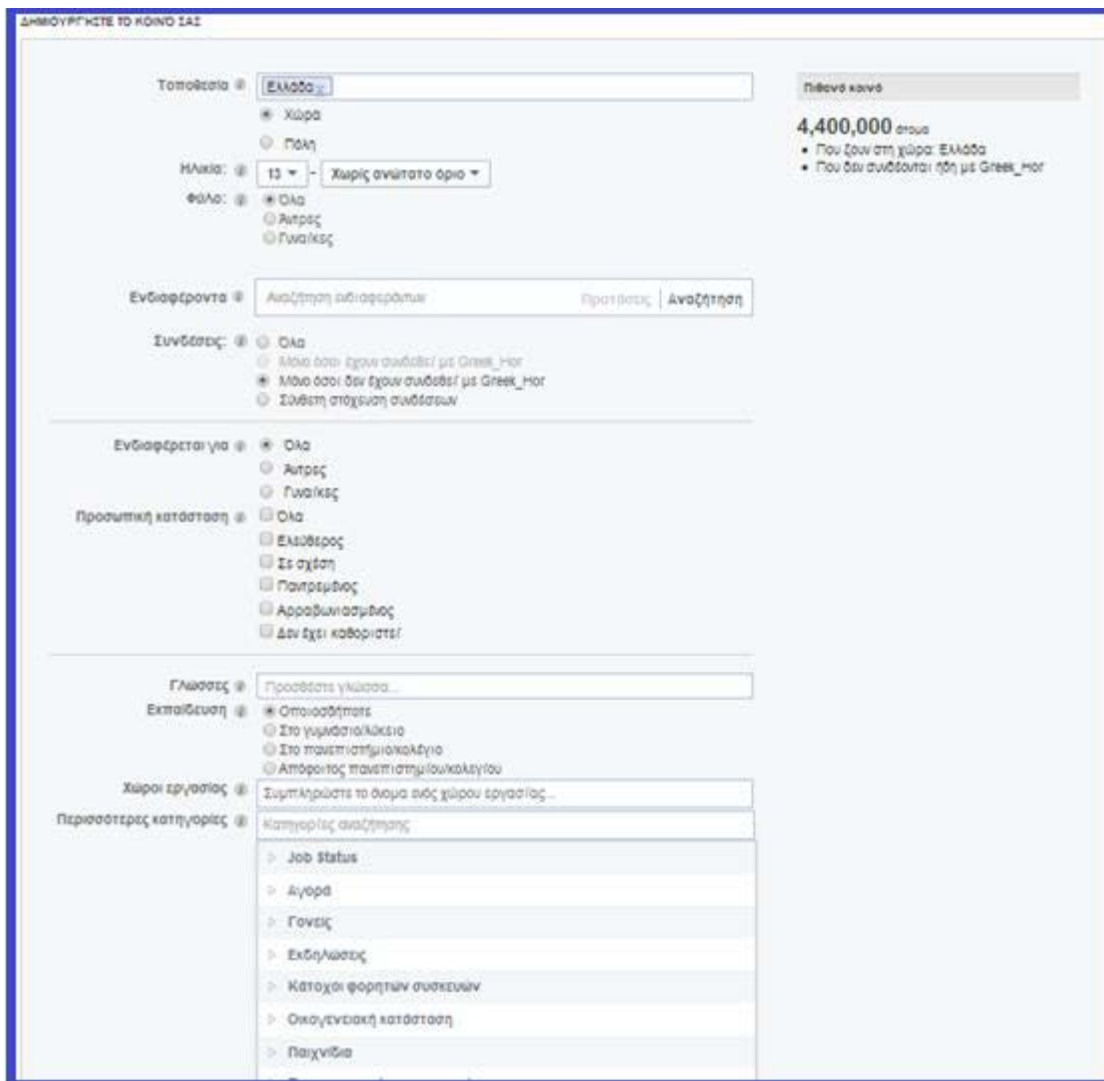 ΔΗΜΙΟΥΡΓΗΣΤΕ ΤΟ ΚΟΙΝΟ ΣΑΣ
Τοποθεσία
Ελλάδα x
Χώρα
Πόλη
Ηλικία: 13 - Χωρίς ανώτατο όριο
Φύλο: Όλα
Άντρες
Γυναίκες
Ενδιαφέροντα Αναζήτηση ενδιαφερόντων Προτάσεις Αναζήτηση
Συνδέσεις: Όλα
Μόνο όσοι έχουν συνδεθεί με Greek_Hor
Μόνο όσοι δεν έχουν συνδεθεί με Greek_Hor
Σύνθετη στόχευση συνδέσεων
Ενδιαφέρεται για Όλα
Άντρες
Γυναίκες
Προσωπική κατάσταση Όλα
Ελεύθερος
Σε σχέση
Παντρεμένος
Αρραβωνιασμένος
Δεν έχει καθοριστεί
Γλώσσες Προσθέστε γλώσσα...
Εκπαίδευση Οποιοσδήποτε
Στο γυμνάσιο/λύκειο
Στο πανεπιστήμιο/κολέγιο
Απόφοιτος πανεπιστημίου/κολεγίου
Χώροι εργασίας Συμπληρώστε το όνομα ενός χώρου εργασίας...
Περισσότερες κατηγορίες Κατηγορίες αναζήτησης
Job Status
Αγορά
Γονείς
Εκδηλώσεις
Κάτοχοι φορητών συσκευών
Οικογενειακή κατάσταση
Παιχνίδια
Πιθανό κοινό
4,400,000 άτομα
Που ζουν στη χώρα: Ελλάδα
Που δεν συνδέονται ήδη με Greek_Hor